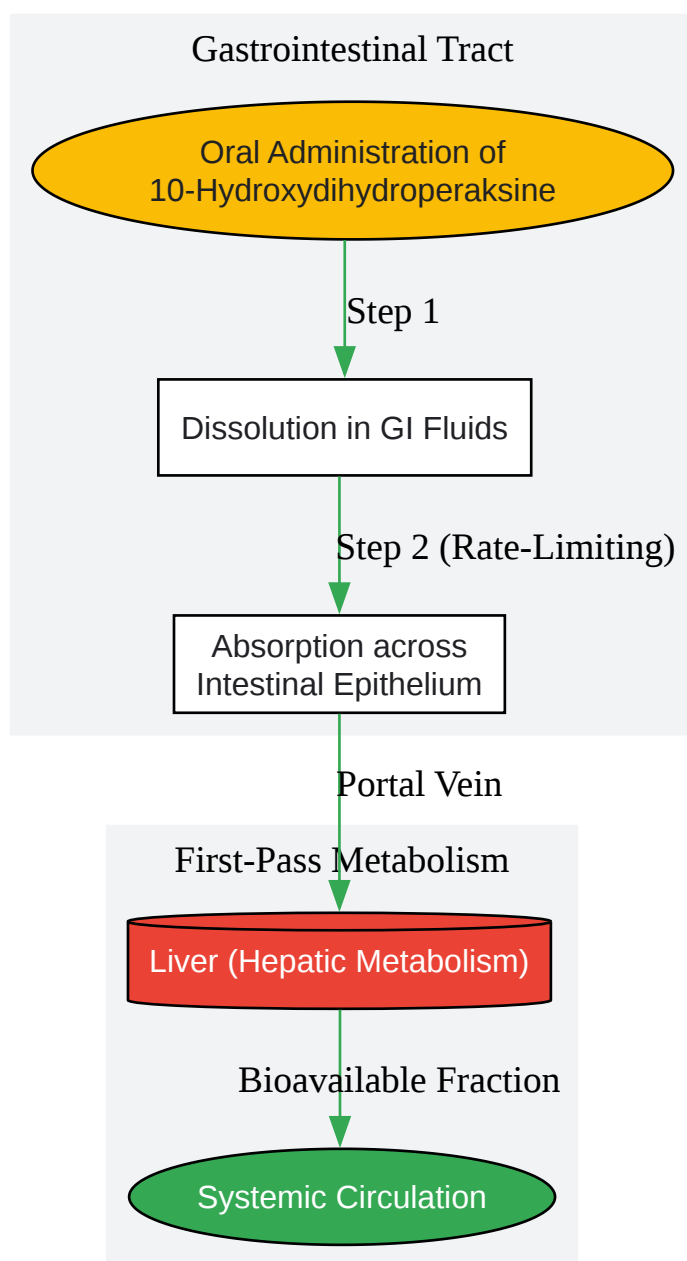 Gastrointestinal Tract
Oral Administration of
10-Hydroxydihydroperaksine
Step 1
Dissolution in GI Fluids
Step 2 (Rate-Limiting)
Absorption across
Intestinal Epithelium
Portal Vein
First-Pass Metabolism
Liver (Hepatic Metabolism)
Bioavailable Fraction
Systemic Circulation